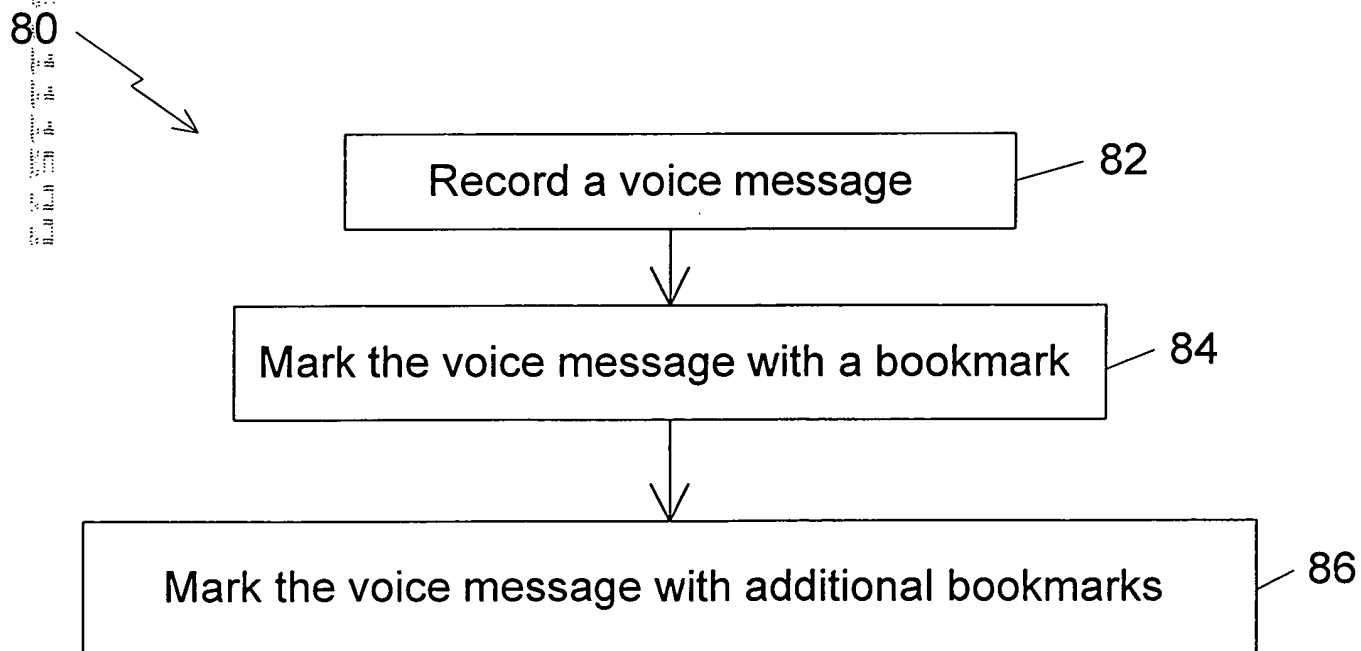 80
Record a voice message
82
Mark the voice message with a bookmark
84
Mark the voice message with additional bookmarks
86